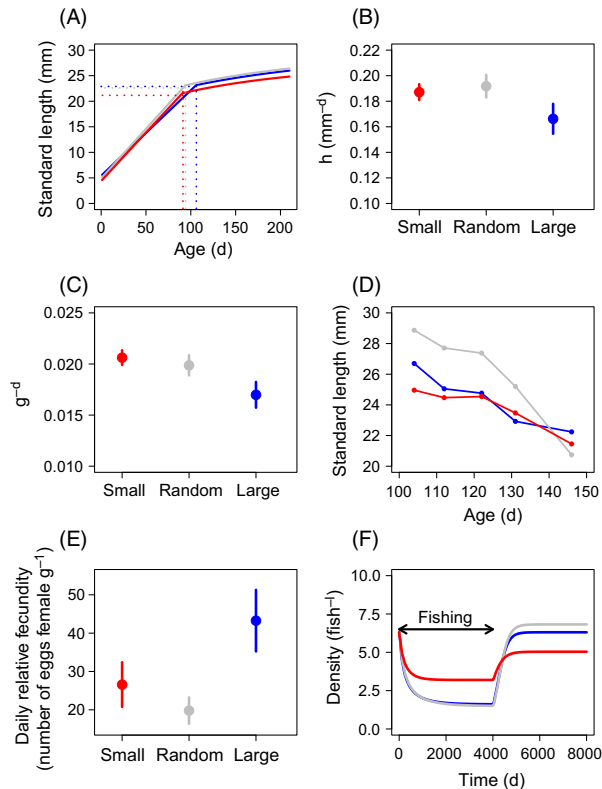 (A)
Standard length (mm)
30
25
20
15
10
5
0
0 50 100 150 200
Age (d)
(B)
h (mm⁻ᵈ)
0.22
0.20
0.18
0.16
0.14
0.12
0.10
Small Random Large
(C)
g⁻ᵈ
0.025
0.020
0.015
0.010
Small Random Large
(D)
Standard length (mm)
30
28
26
24
22
20
100 110 120 130 140 150
Age (d)
(E)
Daily relative fecundity
(number of eggs female g⁻¹)
50
40
30
20
Small Random Large
(F)
Density (fish⁻ˡ)
10.0
7.5
5.0
2.5
0.0
Fishing
0 2000 4000 6000 8000
Time (d)